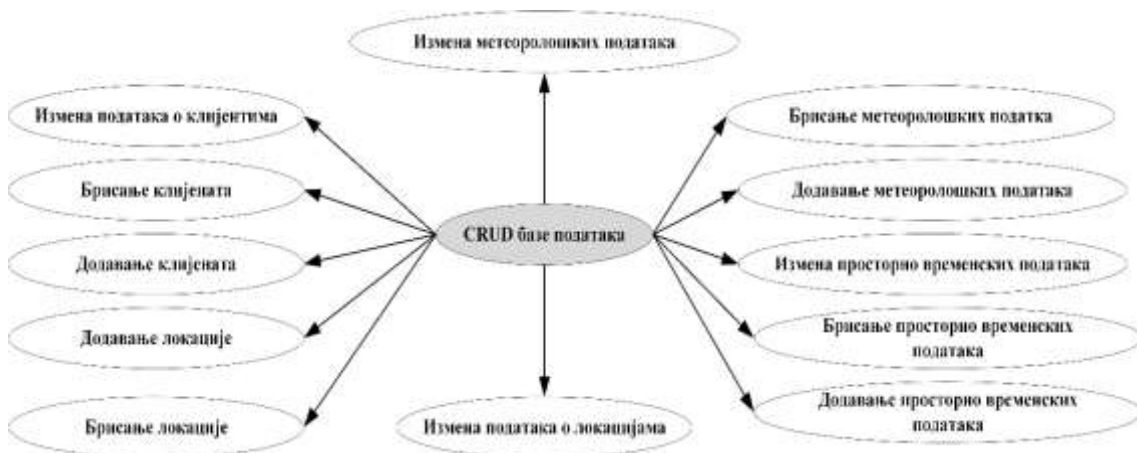 Измена метеоролошких података
Измена података о клијентима
Брисање метеоролошких податка
Брисање клијената
Додавање метеоролошких података
CRUD базе података
Додавање клијената
Измена просторно временских података
Додавање локације
Брисање просторно временских
података
Брисање локације
Измена података о локацијама
Додавање просторно временских
података